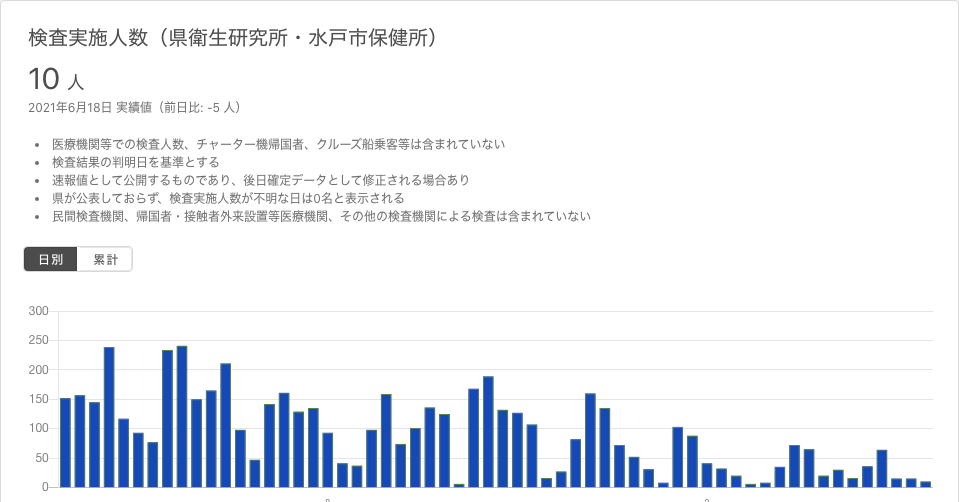 検査実施人数（県衛生研究所・水戸市保健所）
10 人
2021年6月18日 実績値（前日比: -5 人）
医療機関等での検査人数、チャーター機帰国者、クルーズ船乗客等は含まれていない
検査結果の判明日を基準とする
速報値として公開するものであり、後日確定データとして修正される場合あり
県が公表しておらず、検査実施人数が不明な日は0名と表示される
民間検査機関、帰国者・接触者外来設置等医療機関、その他の検査機関による検査は含まれていない
日別 累計
300
250
200
150
100
50
0